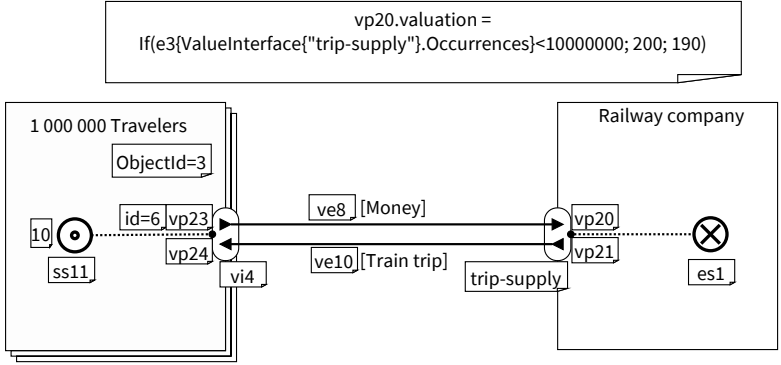 vp20.valuation =
If(e3{ValueInterface{"trip-supply"}.Occurrences}<10000000; 200; 190)
1 000 000 Travelers
Railway company
ObjectId=3
id=6 vp23
ve8 [Money]
vp20
10
vp24
ve10 [Train trip]
vp21
ss11
vi4
trip-supply
es1